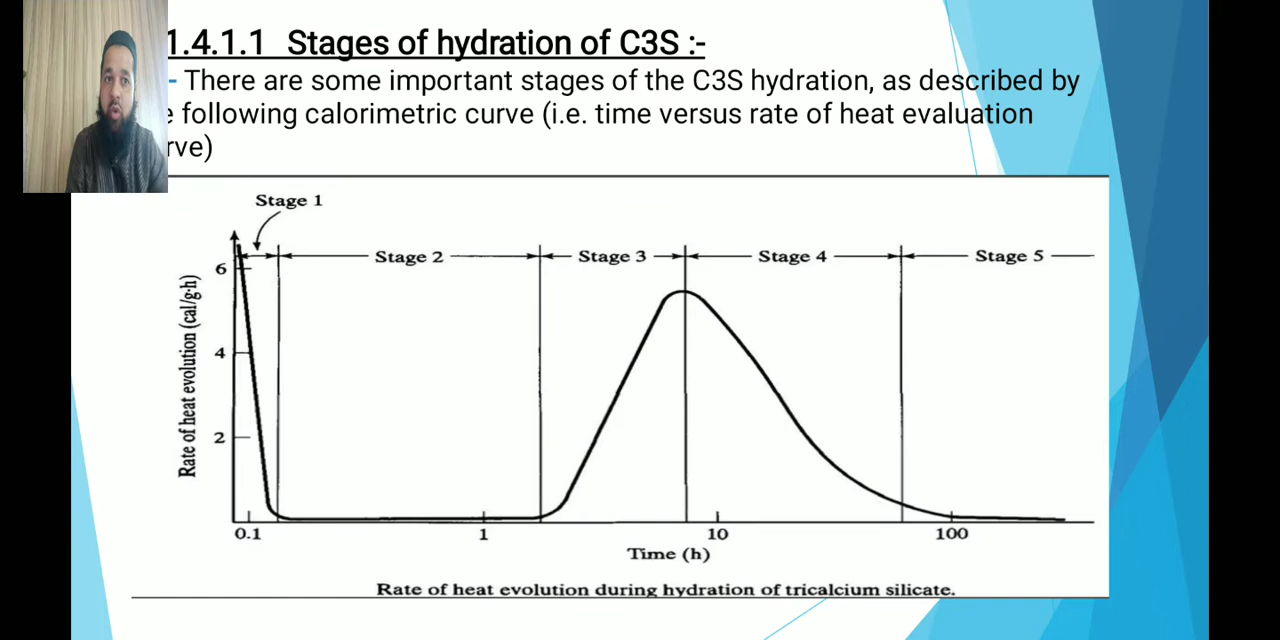 1.4.1.1 Stages of hydration of C3S :-
- There are some important stages of the C3S hydration, as described by
following calorimetric curve (i.e. time versus rate of heat evaluation
Stage 1
Stage 2
Stage 3
Stage 4
Stage 5
Rate of heat evolution (cal/g·h)
6
4
2
0.1
1
10
100
Time (h)
Rate of heat evolution during hydration of tricalcium silicate.